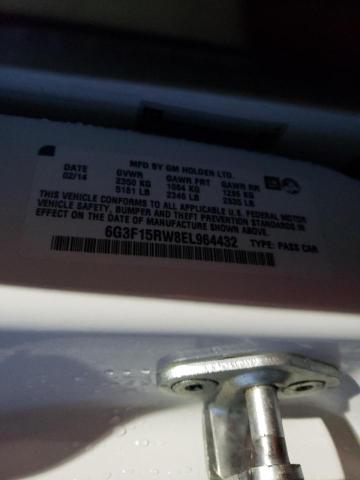 MFD BY GM HOLDEN LTD.
DATE GVWR GAWR FRT GAWR RR
02/14 2350 KG 1064 KG 1286 KG
5181 LB 2346 LB 2835 LB
THIS VEHICLE CONFORMS TO ALL APPLICABLE U.S. FEDERAL MOTOR
VEHICLE SAFETY, BUMPER AND THEFT PREVENTION STANDARDS IN
EFFECT ON THE DATE OF MANUFACTURE SHOWN ABOVE.
6G3F15RW8EL964432 TYPE: PASS CAR